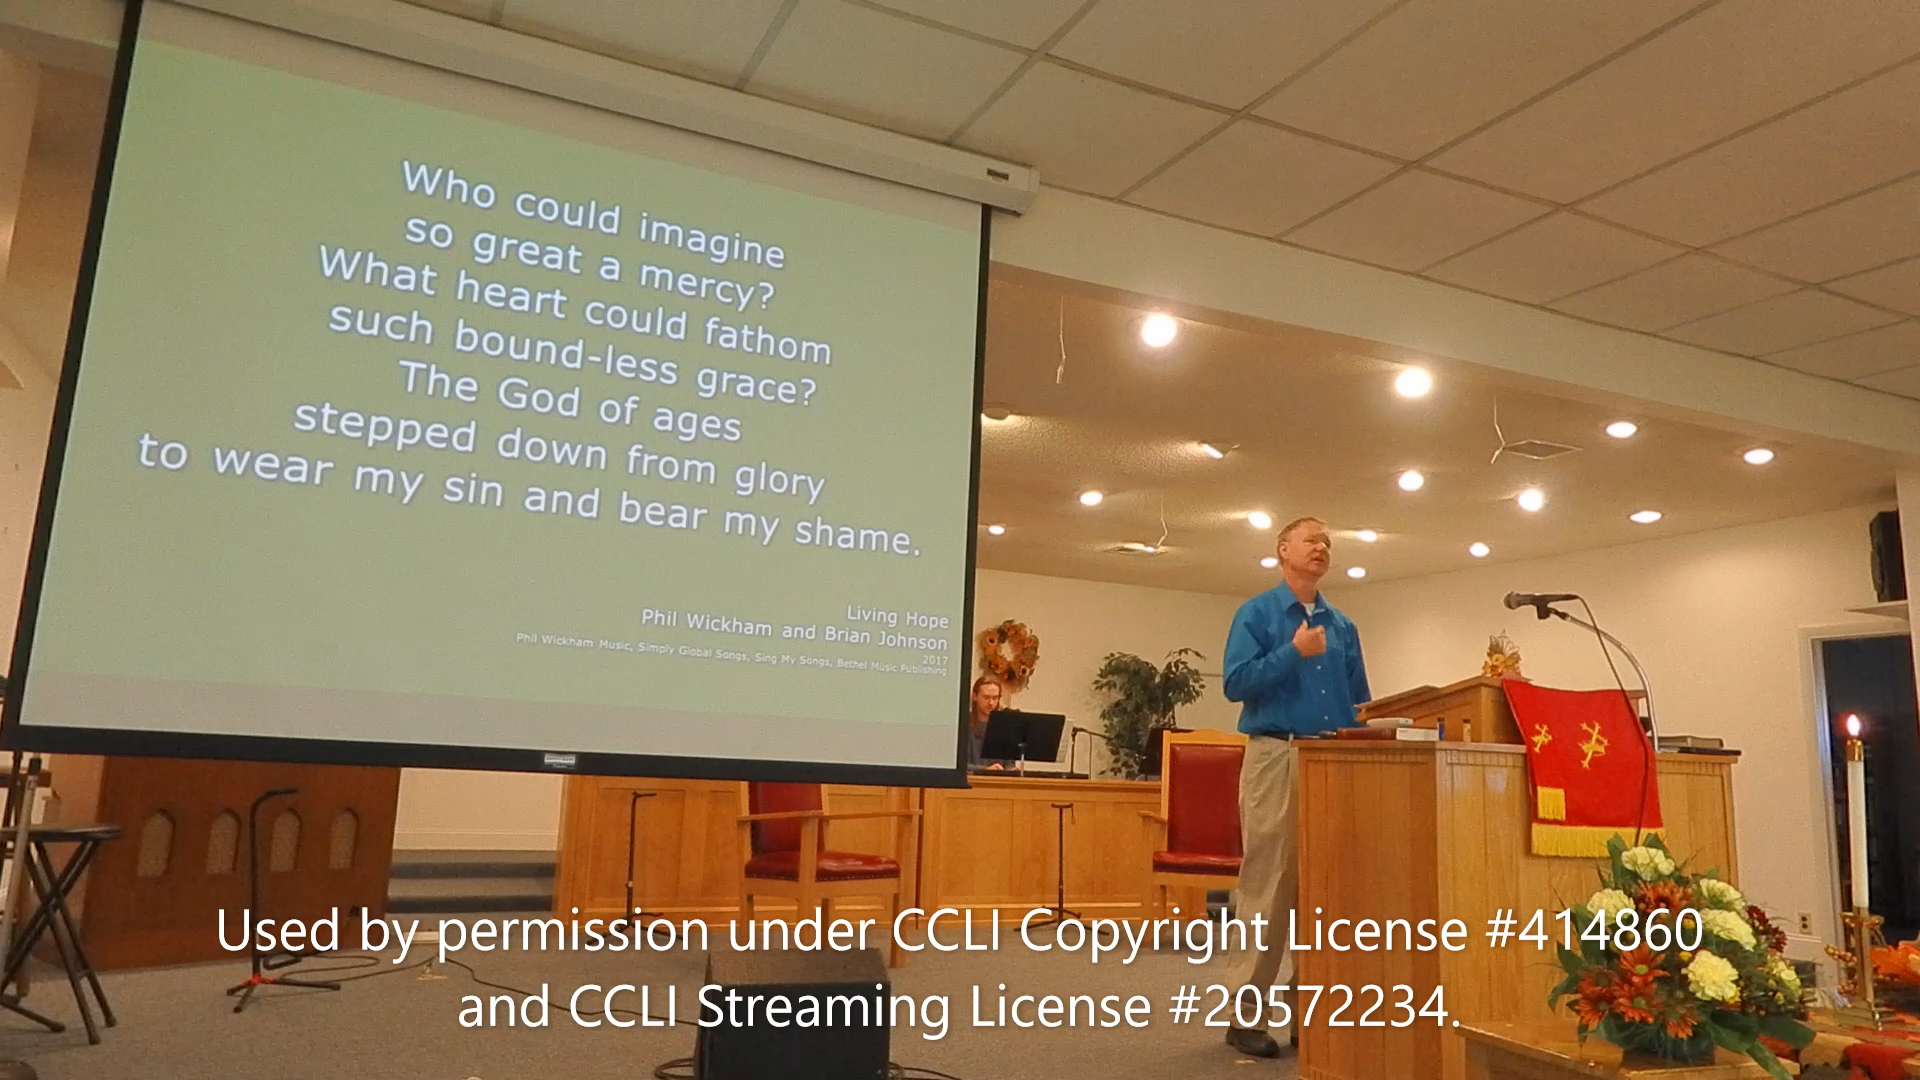 Who could imagine
so great a mercy?
What heart could fathom
such bound-less grace?
The God of ages
stepped down from glory
to wear my sin and bear my shame.
Living Hope
Phil Wickham and Brian Johnson
2017
Phil Wickham Music, Simply Global Songs, Sing My Songs, Bethel Music Publishing
Used by permission under CCLI Copyright License #414860
and CCLI Streaming License #20572234.